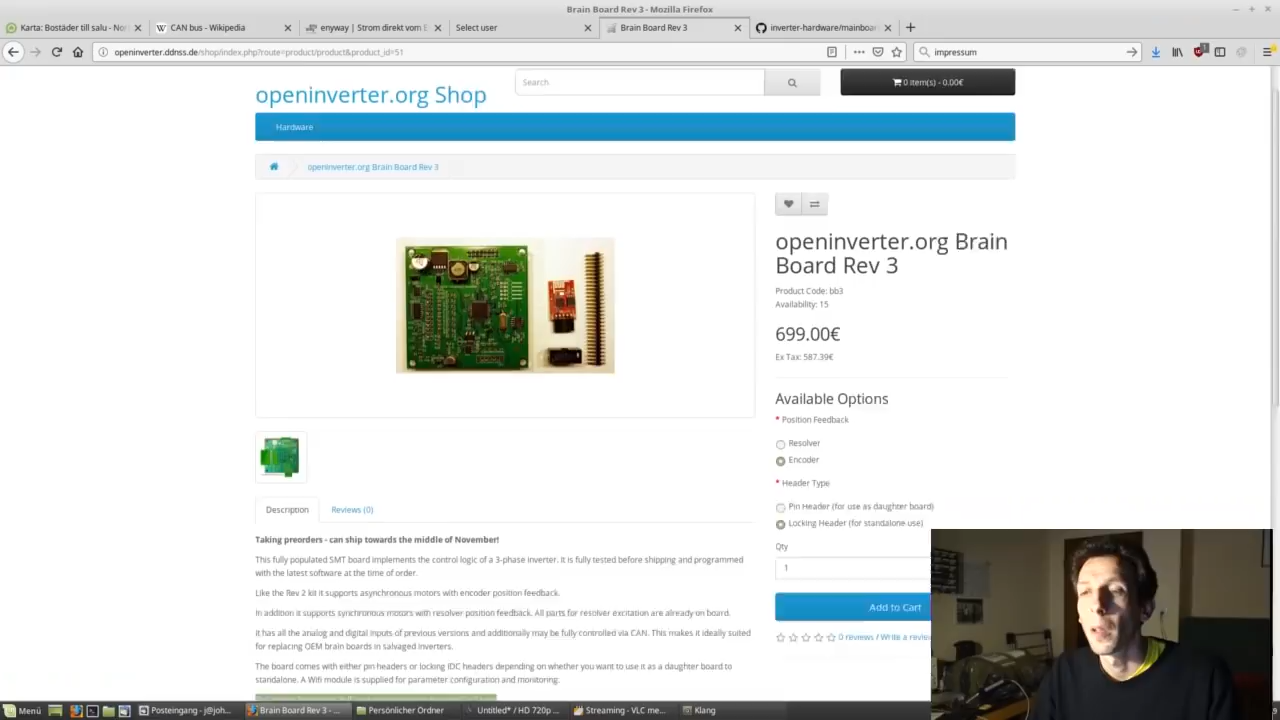 Brain Board Rev 3 - Mozilla Firefox
Karta: Bostäder till salu - No
CAN bus - Wikipedia
enyway | Strom direkt vom E
Select user
Brain Board Rev 3
inverter-hardware/mainboa
openinverter.ddnss.de/shop/index.php?route=product/product&product_id=51
impressum
openinverter.org Shop
Search
0 item(s) - 0.00€
Hardware
openinverter.org Brain Board Rev 3
openinverter.org Brain
Board Rev 3
Product Code: bb3
Availability: 15
699.00€
Ex Tax: 587.39€
Available Options
* Position Feedback
Resolver
Encoder
* Header Type
Pin Header (for use as daughter board)
Locking Header (for standalone use)
Qty
1
Add to Cart
0 reviews / Write a revie
Description
Reviews (0)
Taking preorders - can ship towards the middle of November!
This fully populated SMT board implements the control logic of a 3-phase inverter. It is fully tested before shipping and programmed
with the latest software at the time of order.
Like the Rev 2 kit it supports asynchronous motors with encoder position feedback.
In addition it supports synchronous motors with resolver position feedback. All parts for resolver excitation are already on board.
It has all the analog and digital inputs of previous versions and additionally may be fully controlled via CAN. This makes it ideally suited
for replacing OEM brain boards in salvaged inverters.
The board comes with either pin headers or locking IDC headers depending on whether you want to use it as a daughter board to
standalone. A Wifi module is supplied for parameter configuration and monitoring.
Menü
Posteingang - j@joh...
Brain Board Rev 3 - ...
Persönlicher Ordner
Untitled* / HD 720p ...
Streaming - VLC me...
Klang